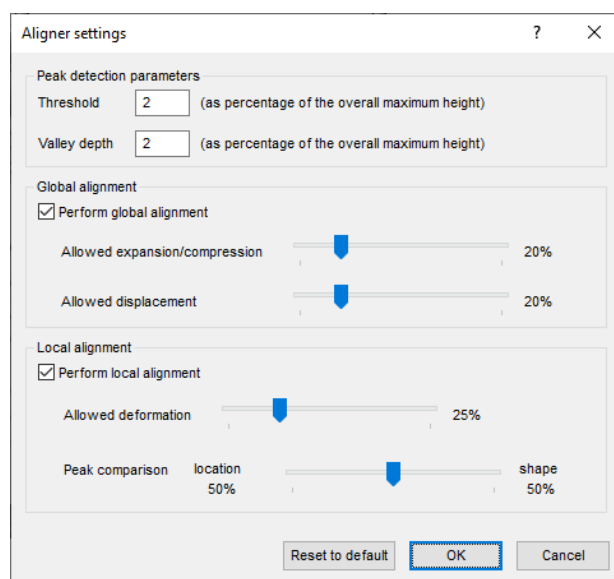 Aligner settings ?
Peak detection parameters
Threshold 2 (as percentage of the overall maximum height)
Valley depth 2 (as percentage of the overall maximum height)
Global alignment
Perform global alignment
Allowed expansion/compression 20%
Allowed displacement 20%
Local alignment
Perform local alignment
Allowed deformation 25%
Peak comparison location shape
50% 50%
Reset to default OK Cancel